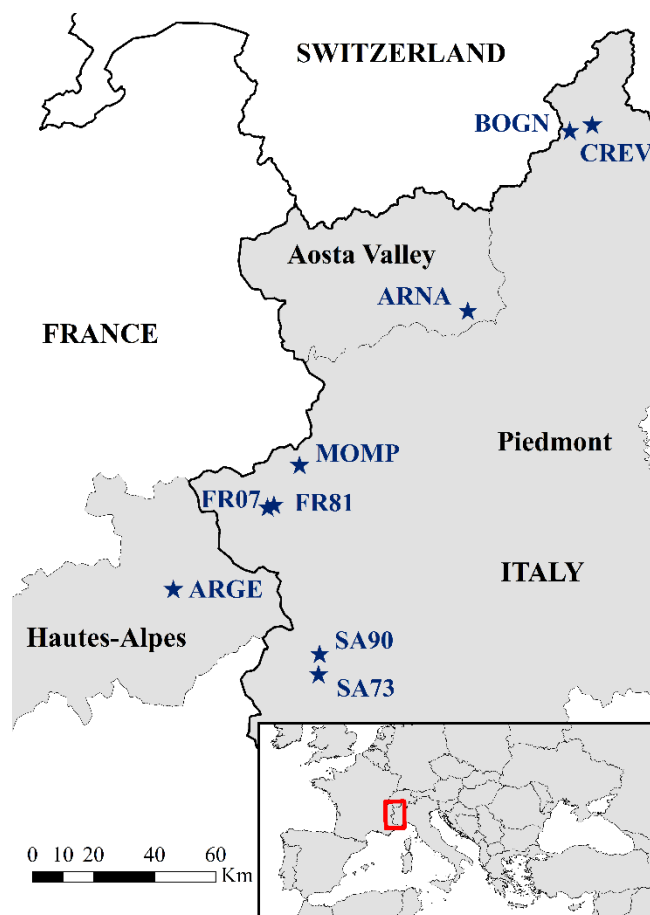 SWITZERLAND
BOGN
CREV
Aosta Valley
ARNA
FRANCE
Piedmont
MOMP
FR07
FR81
ITALY
ARGE
Hautes-Alpes
SA90
SA73
0 10 20 40 60
Km